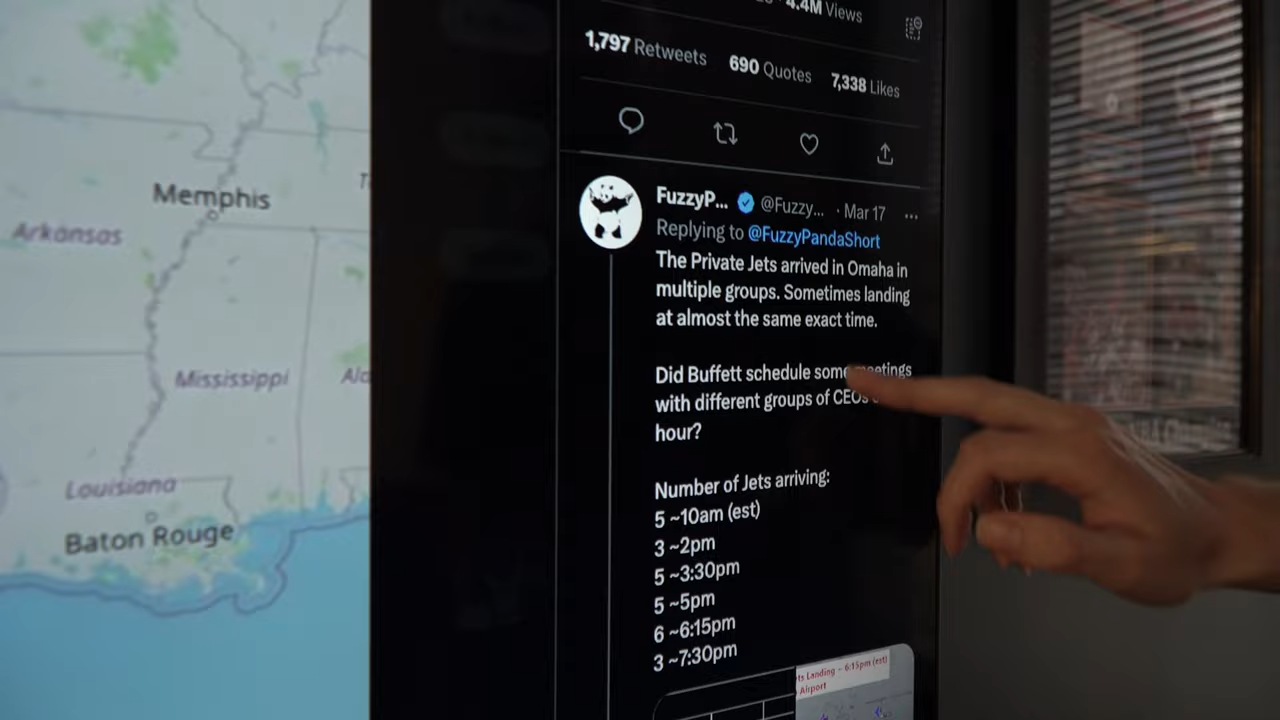 4.4M Views
1,797 Retweets 690 Quotes 7,338 Likes
FuzzyP... @Fuzzy... · Mar 17 ...
Replying to @FuzzyPandaShort
The Private Jets arrived in Omaha in
multiple groups. Sometimes landing
at almost the same exact time.
Did Buffett schedule some meetings
with different groups of CEOs
hour?
Number of Jets arriving:
5 ~10am (est)
3 ~2pm
5 ~3:30pm
5 ~5pm
6 ~6:15pm
3 ~7:30pm
Landing - 6:15pm (est)
Airport
Memphis
Arkansas
Mississippi
Louisiana
Baton Rouge